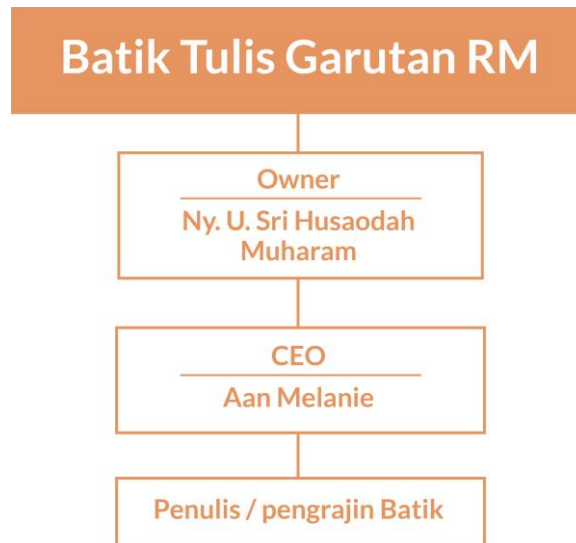 Batik Tulis Garutan RM
Owner
Ny. U. Sri Husaodah
Muharam
CEO
Aan Melanie
Penulis / pengrajin Batik